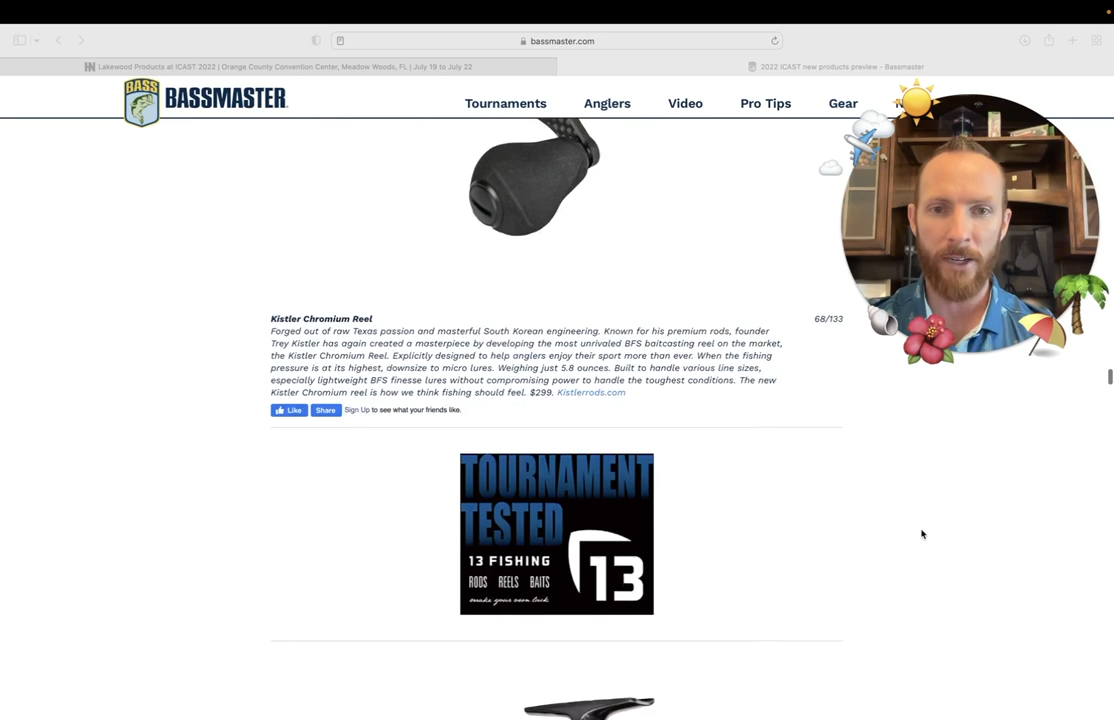 bassmaster.com
Lakewood Products at ICAST 2022 | Orange County Convention Center, Meadow Woods, FL | July 19 to July 22
2022 ICAST new products preview - Bassmaster
BASS
BASSMASTER
Tournaments Anglers Video Pro Tips Gear
Kistler Chromium Reel 68/133
Forged out of raw Texas passion and masterful South Korean engineering. Known for his premium rods, founder
Trey Kistler has again created a masterpiece by developing the most unrivaled BFS baitcasting reel on the market,
the Kistler Chromium Reel. Explicitly designed to help anglers enjoy their sport more than ever. When the fishing
pressure is at its highest, downsize to micro lures. Weighing just 5.8 ounces. Built to handle various line sizes,
especially lightweight BFS finesse lures without compromising power to handle the toughest conditions. The new
Kistler Chromium reel is how we think fishing should feel. $299. Kistlerrods.com
Like Share Sign Up to see what your friends like.
TOURNAMENT
TESTED
13 FISHING
RODS REELS BAITS
make your own luck
13